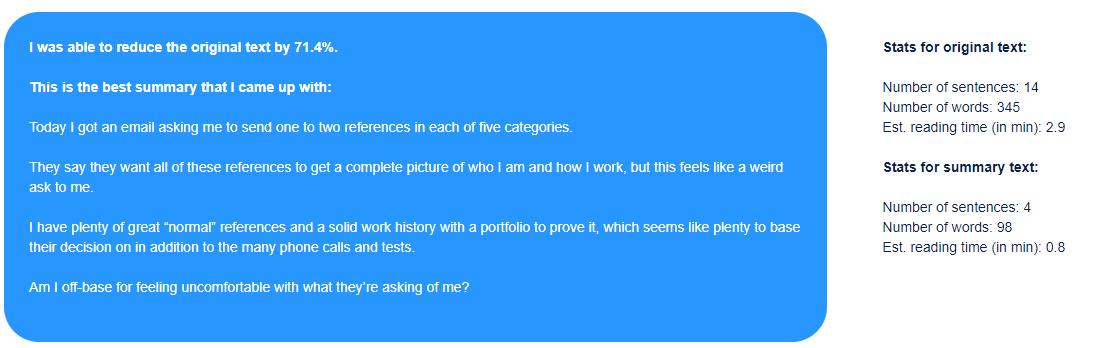 I was able to reduce the original text by 71.4%.
This is the best summary that I came up with:
Today I got an email asking me to send one to two references in each of five categories.
They say they want all of these references to get a complete picture of who I am and how I work, but this feels like a weird
ask to me.
I have plenty of great “normal” references and a solid work history with a portfolio to prove it, which seems like plenty to base
their decision on in addition to the many phone calls and tests.
Am I off-base for feeling uncomfortable with what they’re asking of me?
Stats for original text:
Number of sentences: 14
Number of words: 345
Est. reading time (in min): 2.9
Stats for summary text:
Number of sentences: 4
Number of words: 98
Est. reading time (in min): 0.8